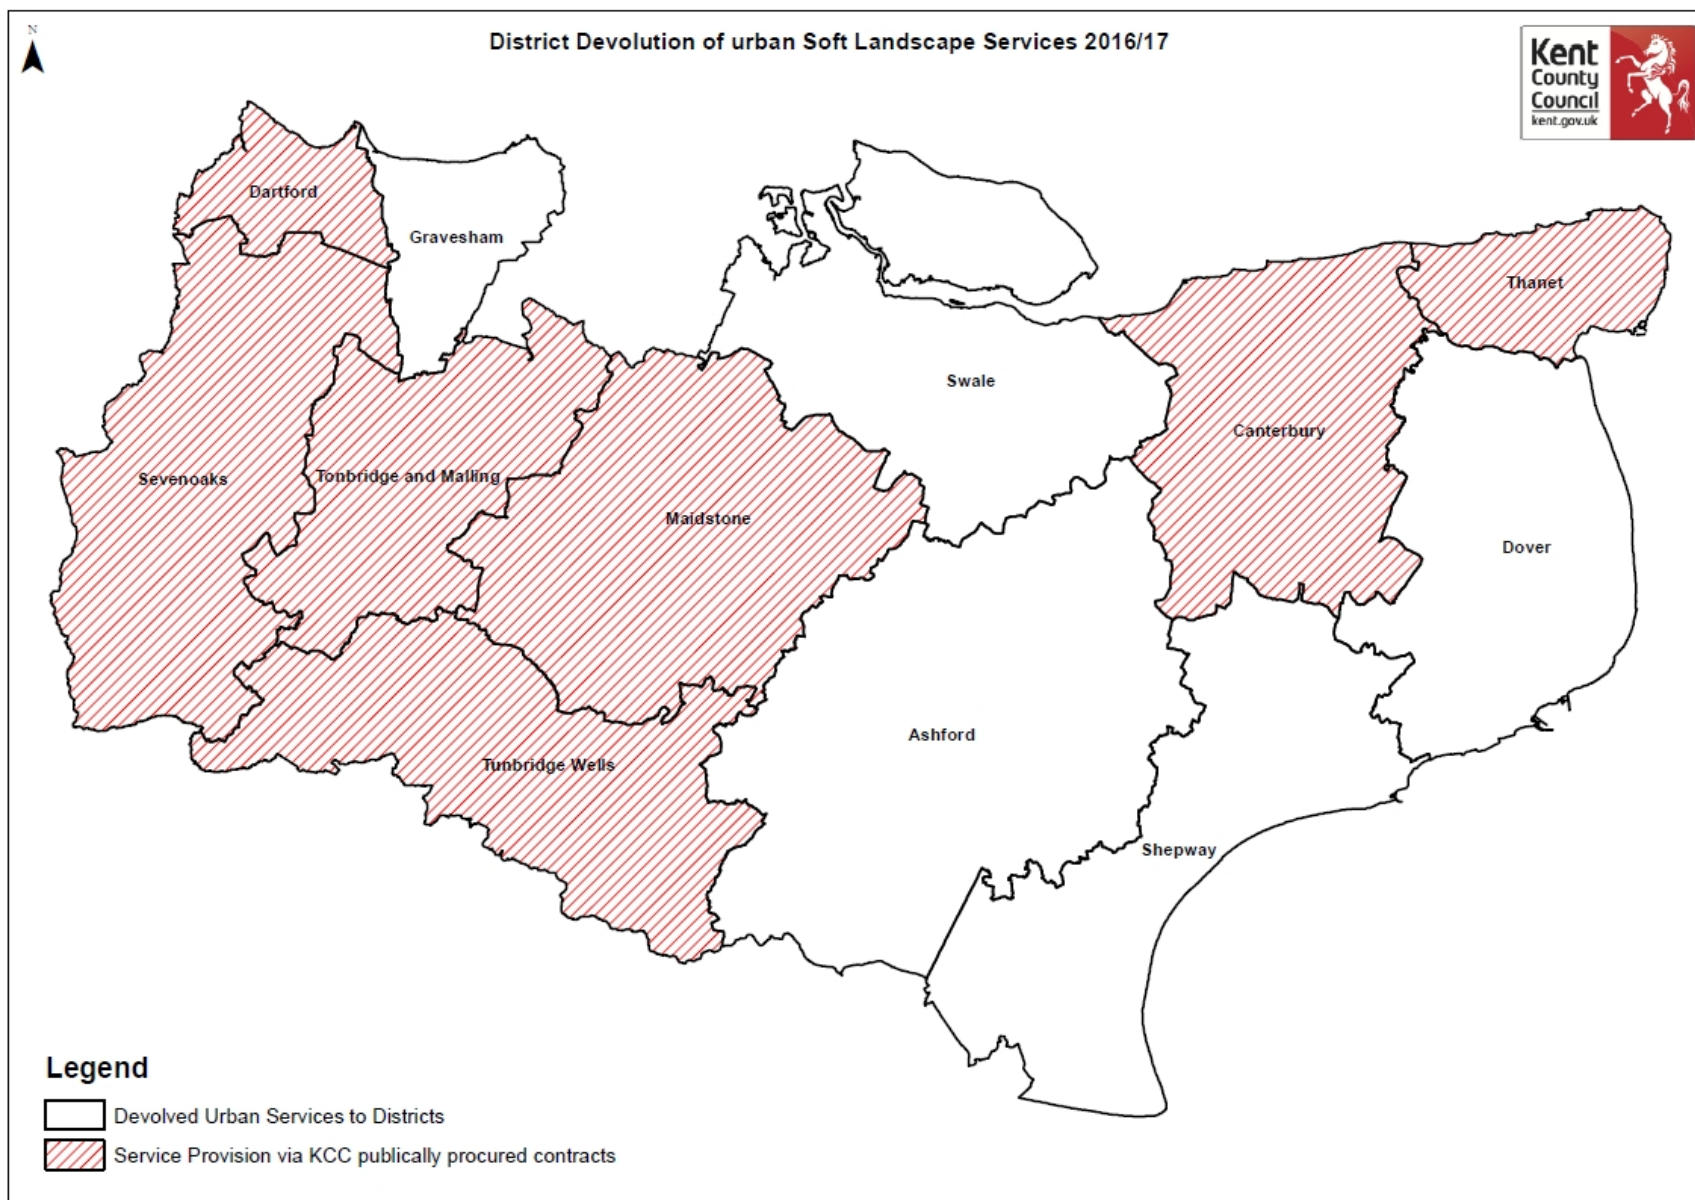 N
District Devolution of urban Soft Landscape Services 2016/17
Kent
County
Council
kent.gov.uk
Dartford
Gravesham
Thanet
Swale
Canterbury
Sevenoaks
Tonbridge and Malling
Maidstone
Dover
Ashford
Tunbridge Wells
Shepway
Legend
Devolved Urban Services to Districts
Service Provision via KCC publically procured contracts